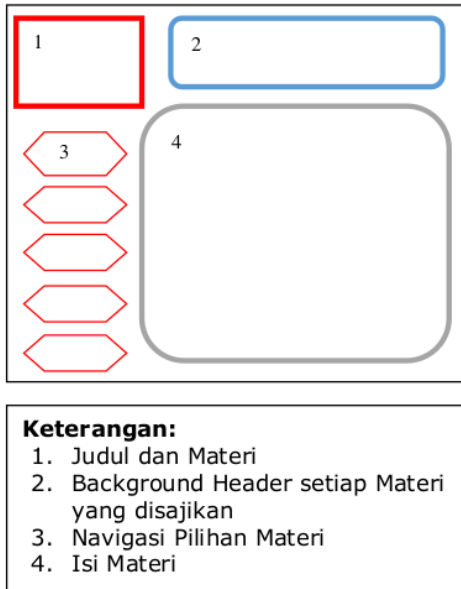 1
2
3
4
Keterangan:
1. Judul dan Materi
2. Background Header setiap Materi
yang disajikan
3. Navigasi Pilihan Materi
4. Isi Materi